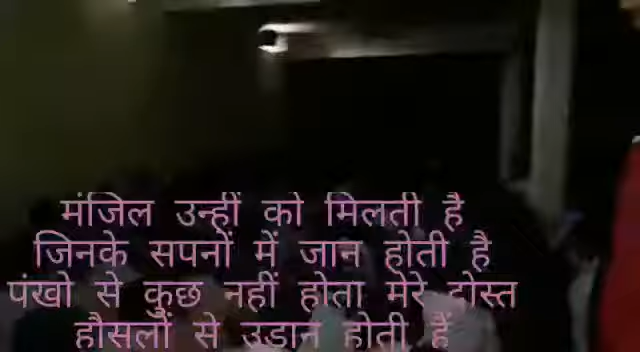 मंजिल उन्हीं को मिलती है
जिनके सपनों में जान होती है
पंखो से कुछ नहीं होता मेरे दोस्त
हौसलों से उडान होती हैं